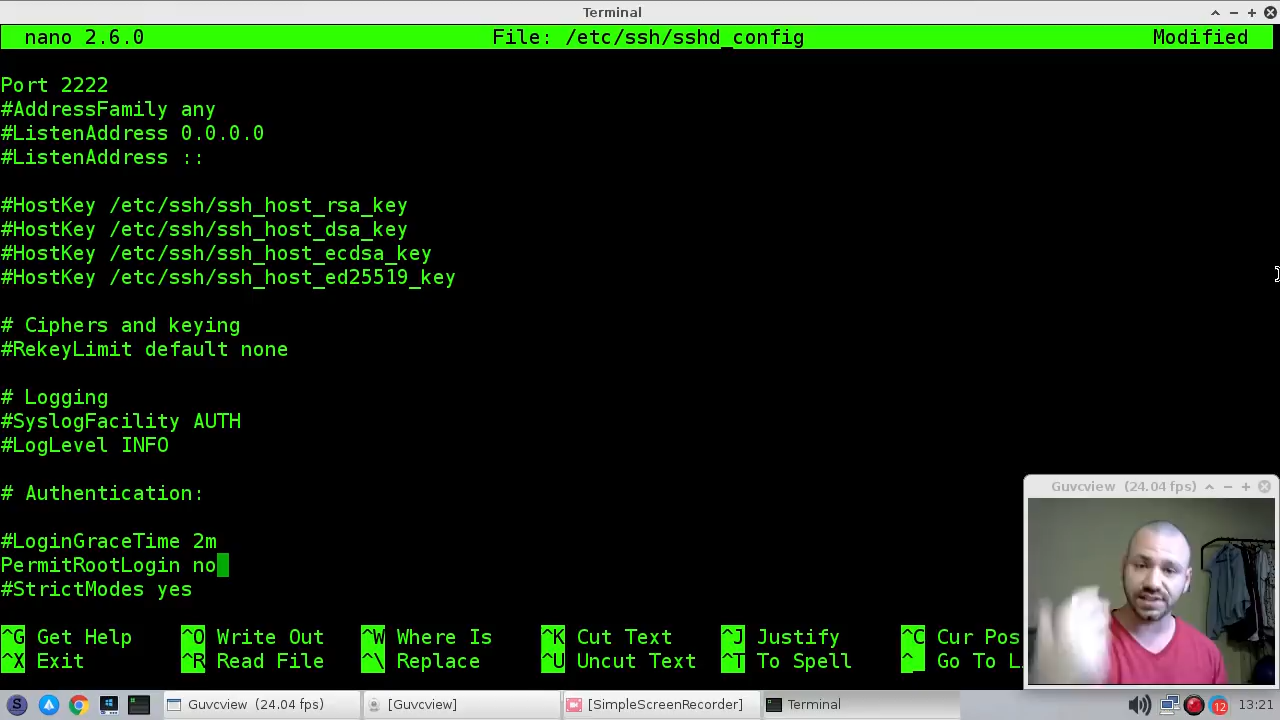 Terminal
nano 2.6.0 File: /etc/ssh/sshd_config Modified
Port 2222
#AddressFamily any
#ListenAddress 0.0.0.0
#ListenAddress ::
#HostKey /etc/ssh/ssh_host_rsa_key
#HostKey /etc/ssh/ssh_host_dsa_key
#HostKey /etc/ssh/ssh_host_ecdsa_key
#HostKey /etc/ssh/ssh_host_ed25519_key
# Ciphers and keying
#RekeyLimit default none
# Logging
#SyslogFacility AUTH
#LogLevel INFO
# Authentication:
#LoginGraceTime 2m
PermitRootLogin no
#StrictModes yes
Guvcview (24.04 fps)
^G Get Help ^O Write Out ^W Where Is ^K Cut Text ^J Justify ^C Cur Pos
^X Exit ^R Read File ^\ Replace ^U Uncut Text ^T To Spell ^_ Go To L
Guvcview (24.04 fps) [Guvcview] [SimpleScreenRecorder] Terminal 12 13:21